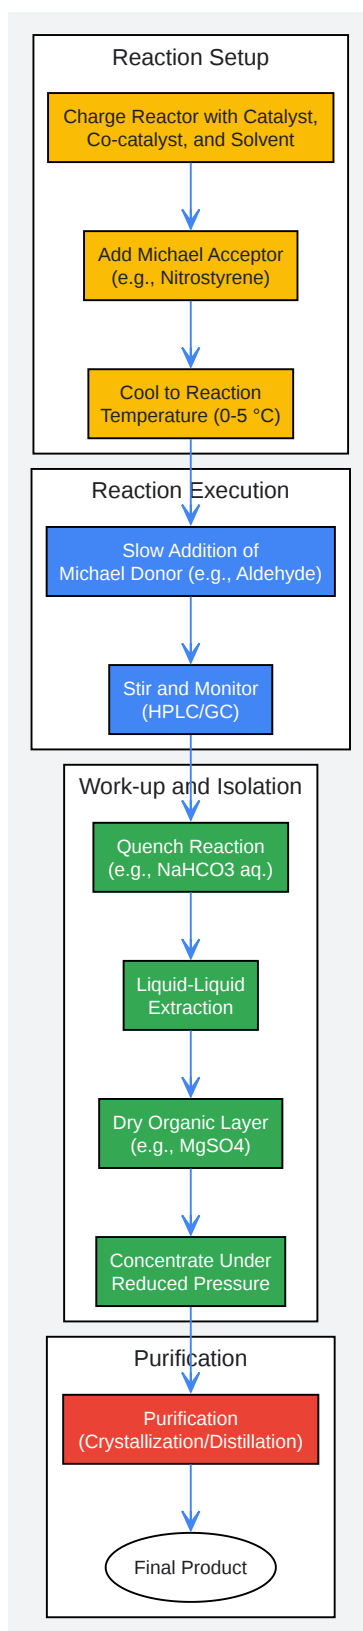 Reaction Setup
Charge Reactor with Catalyst,
Co-catalyst, and Solvent
Add Michael Acceptor
(e.g., Nitrostyrene)
Cool to Reaction
Temperature (0-5 °C)
Reaction Execution
Slow Addition of
Michael Donor (e.g., Aldehyde)
Stir and Monitor
(HPLC/GC)
Work-up and Isolation
Quench Reaction
(e.g., NaHCO3 aq.)
Liquid-Liquid
Extraction
Dry Organic Layer
(e.g., MgSO4)
Concentrate Under
Reduced Pressure
Purification
Purification
(Crystallization/Distillation)
Final Product